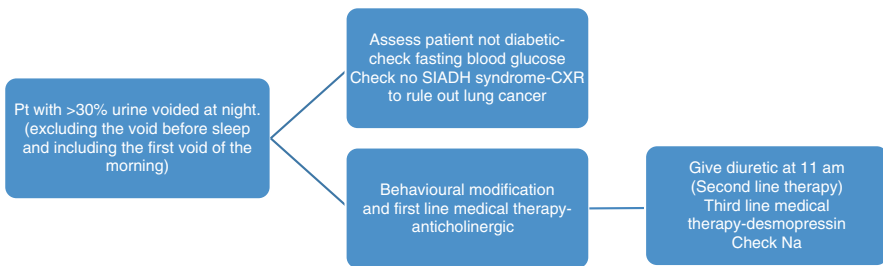 Pt with >30% urine voided at night.
(excluding the void before sleep
and including the first void of the
morning)
Assess patient not diabetic-
check fasting blood glucose
Check no SIADH syndrome-CXR
to rule out lung cancer
Behavioural modification
and first line medical therapy-
anticholinergic
Give diuretic at 11 am
(Second line therapy)
Third line medical
therapy-desmopressin
Check Na